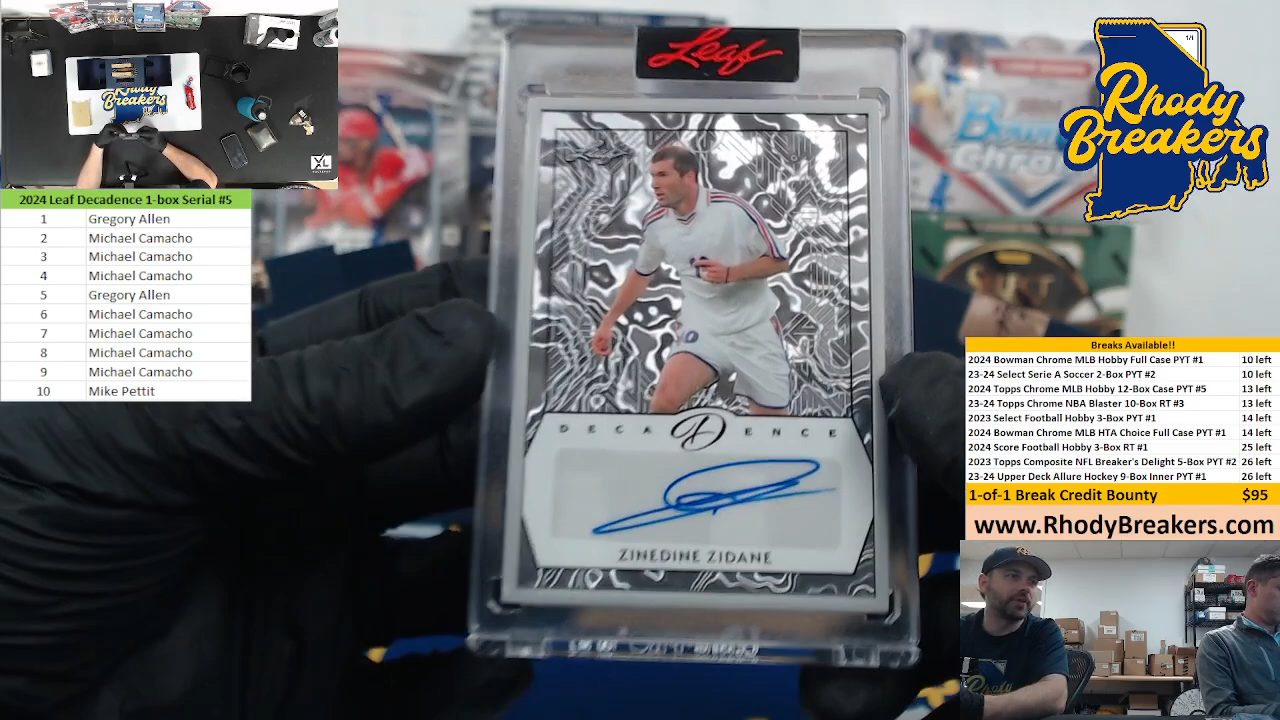 2024 Leaf Decadence 1-box Serial #5
1 Gregory Allen
2 Michael Camacho
3 Michael Camacho
4 Michael Camacho
5 Gregory Allen
6 Michael Camacho
7 Michael Camacho
8 Michael Camacho
9 Michael Camacho
10 Mike Pettit
XL
Rhody
Breakers
Leaf
DECADENCE
ZINEDINE ZIDANE
Bowman
Chrome
1/1
Rhody
Breakers
Breaks Available!!
2024 Bowman Chrome MLB Hobby Full Case PYT #1 10 left
23-24 Select Serie A Soccer 2-Box PYT #2 10 left
2024 Topps Chrome MLB Hobby 12-Box Case PYT #5 13 left
23-24 Topps Chrome NBA Blaster 10-Box RT #3 13 left
2023 Select Football Hobby 3-Box PYT #1 14 left
2024 Bowman Chrome MLB HTA Choice Full Case PYT #1 14 left
2024 Score Football Hobby 3-Box RT #1 25 left
2023 Topps Composite NFL Breaker's Delight 5-Box PYT #2 26 left
23-24 Upper Deck Allure Hockey 9-Box Inner PYT #1 26 left
1-of-1 Break Credit Bounty $95
www.RhodyBreakers.com
Rhody